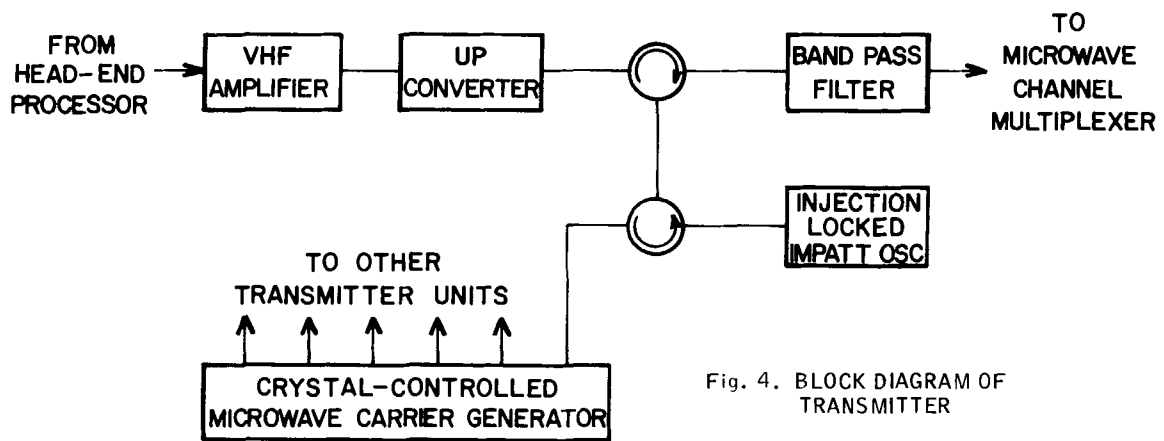 FROM
HEAD-END
PROCESSOR
VHF
AMPLIFIER
UP
CONVERTER
BAND PASS
FILTER
TO
MICROWAVE
CHANNEL
MULTIPLEXER
INJECTION
LOCKED
IMPATT OSC
TO OTHER
TRANSMITTER UNITS
CRYSTAL-CONTROLLED
MICROWAVE CARRIER GENERATOR
Fig. 4. BLOCK DIAGRAM OF
TRANSMITTER